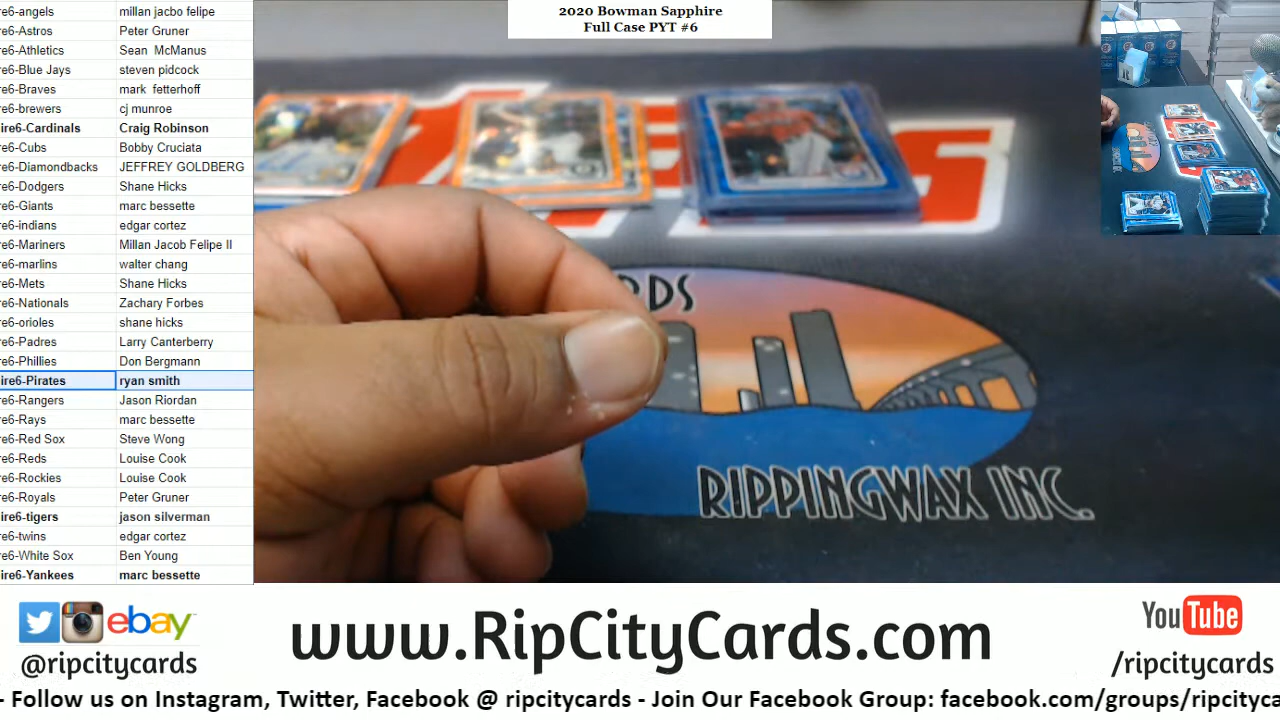 2020 Bowman Sapphire
Full Case PYT #6
re6-angels millan jacbo felipe
re6-Astros Peter Gruner
re6-Athletics Sean McManus
re6-Blue Jays steven pidcock
re6-Braves mark fetterhoff
re6-brewers cj munroe
ire6-Cardinals Craig Robinson
re6-Cubs Bobby Cruciata
re6-Diamondbacks JEFFREY GOLDBERG
re6-Dodgers Shane Hicks
re6-Giants marc bessette
re6-indians edgar cortez
re6-Mariners Millan Jacob Felipe II
re6-marlins walter chang
re6-Mets Shane Hicks
re6-Nationals Zachary Forbes
re6-orioles shane hicks
re6-Padres Larry Canterberry
re6-Phillies Don Bergmann
ire6-Pirates ryan smith
re6-Rangers Jason Riordan
re6-Rays marc bessette
re6-Red Sox Steve Wong
re6-Reds Louise Cook
re6-Rockies Louise Cook
re6-Royals Peter Gruner
ire6-tigers jason silverman
re6-twins edgar cortez
re6-White Sox Ben Young
ire6-Yankees marc bessette
RDS
RIPPINGWAX INC.
ebay
@ripcitycards
www.RipCityCards.com
YouTube
/ripcitycards
- Follow us on Instagram, Twitter, Facebook @ ripcitycards - Join Our Facebook Group: facebook.com/groups/ripcityca